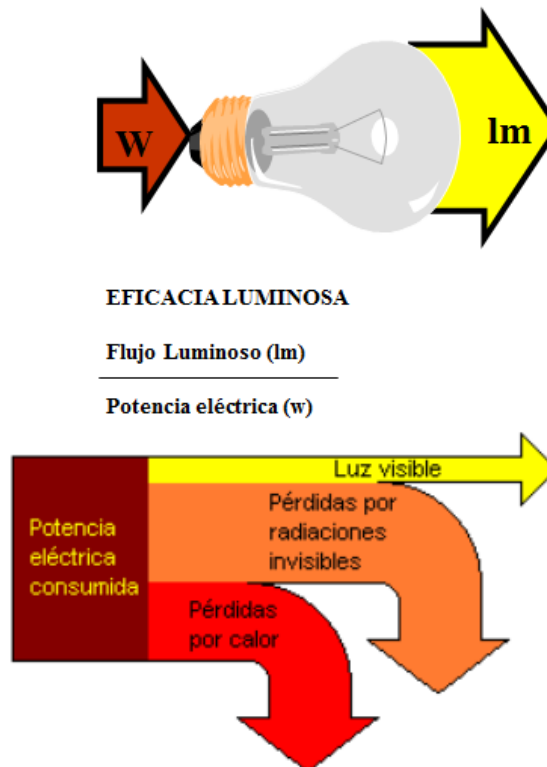 W
lm
EFICACIA LUMINOSA
Flujo Luminoso (lm)
Potencia eléctrica (w)
Luz visible
Potencia
eléctrica
consumida
Pérdidas por
radiaciones
invisibles
Pérdidas
por calor